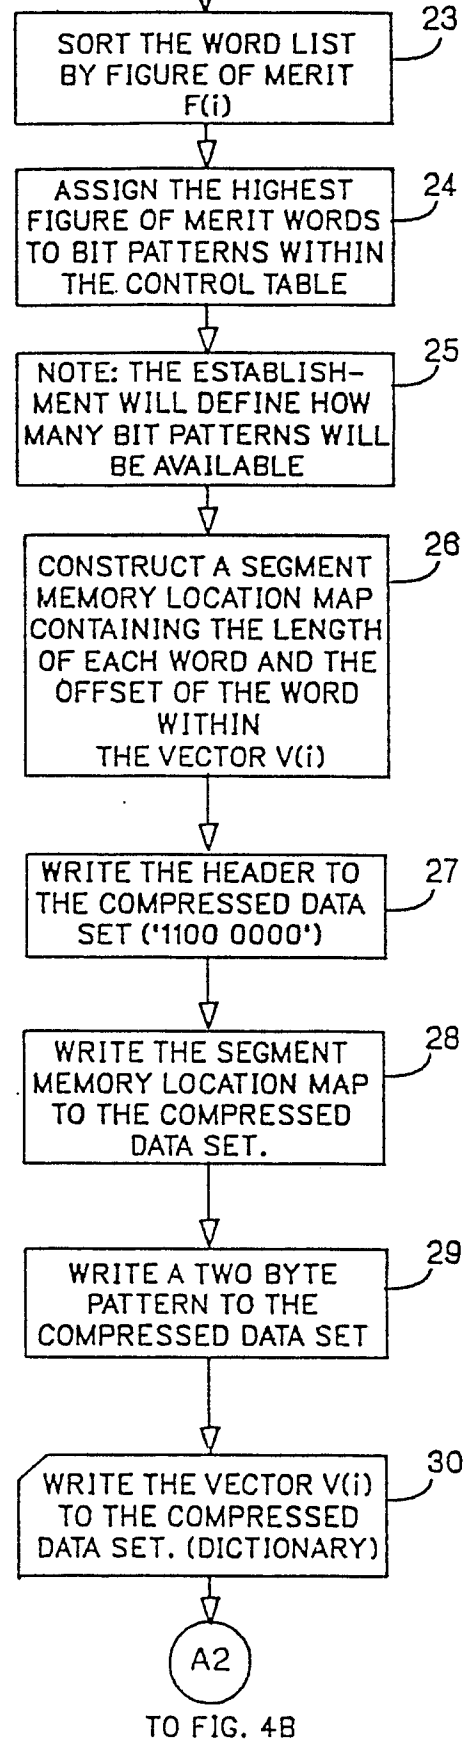 23
SORT THE WORD LIST
BY FIGURE OF MERIT
F(i)
24
ASSIGN THE HIGHEST
FIGURE OF MERIT WORDS
TO BIT PATTERNS WITHIN
THE CONTROL TABLE
25
NOTE: THE ESTABLISH-
MENT WILL DEFINE HOW
MANY BIT PATTERNS WILL
BE AVAILABLE
26
CONSTRUCT A SEGMENT
MEMORY LOCATION MAP
CONTAINING THE LENGTH
OF EACH WORD AND THE
OFFSET OF THE WORD
WITHIN
THE VECTOR V(i)
27
WRITE THE HEADER TO
THE COMPRESSED DATA
SET ('1100 0000')
28
WRITE THE SEGMENT
MEMORY LOCATION MAP
TO THE COMPRESSED
DATA SET.
29
WRITE A TWO BYTE
PATTERN TO THE
COMPRESSED DATA SET
30
WRITE THE VECTOR V(i)
TO THE COMPRESSED
DATA SET. (DICTIONARY)
A2
TO FIG. 4B